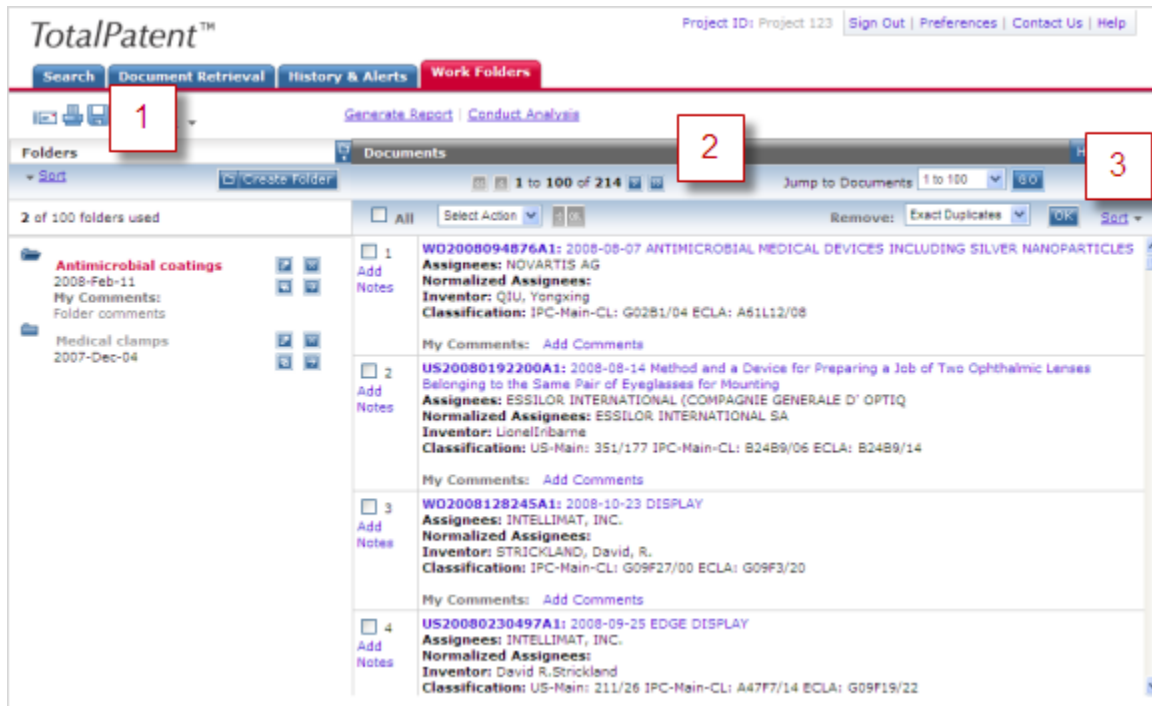 TotalPatent™
Project ID: Project 123 Sign Out | Preferences | Contact Us | Help
Search Document Retrieval History & Alerts Work Folders
1
Generate Report | Conduct Analysis
2
3
Folders
Documents
H
Sort
Create Folder
1 to 100 of 214
Jump to Documents 1 to 100 GO
2 of 100 folders used
All Select Action OK
Remove: Exact Duplicates OK Sort
Antimicrobial coatings
2008-Feb-11
My Comments:
Folder comments
Medical clamps
2007-Dec-04
1 WO2008094876A1: 2008-08-07 ANTIMICROBIAL MEDICAL DEVICES INCLUDING SILVER NANOPARTICLES
Add Notes
Assignees: NOVARTIS AG
Normalized Assignees:
Inventor: QIU, Yongxing
Classification: IPC-Main-CL: G02B1/04 ECLA: A61L12/08
My Comments: Add Comments
2 US20080192200A1: 2008-08-14 Method and a Device for Preparing a Job of Two Ophthalmic Lenses
Belonging to the Same Pair of Eyeglasses for Mounting
Add Notes
Assignees: ESSILOR INTERNATIONAL (COMPAGNIE GENERALE D' OPTIQ
Normalized Assignees: ESSILOR INTERNATIONAL SA
Inventor: LionelIribarne
Classification: US-Main: 351/177 IPC-Main-CL: B24B9/06 ECLA: B24B9/14
My Comments: Add Comments
3 WO2008128245A1: 2008-10-23 DISPLAY
Add Notes
Assignees: INTELLIMAT, INC.
Normalized Assignees:
Inventor: STRICKLAND, David, R.
Classification: IPC-Main-CL: G09F27/00 ECLA: G09F3/20
My Comments: Add Comments
4 US20080230497A1: 2008-09-25 EDGE DISPLAY
Add Notes
Assignees: INTELLIMAT, INC.
Normalized Assignees:
Inventor: David R.Strickland
Classification: US-Main: 211/26 IPC-Main-CL: A47F7/14 ECLA: G09F19/22